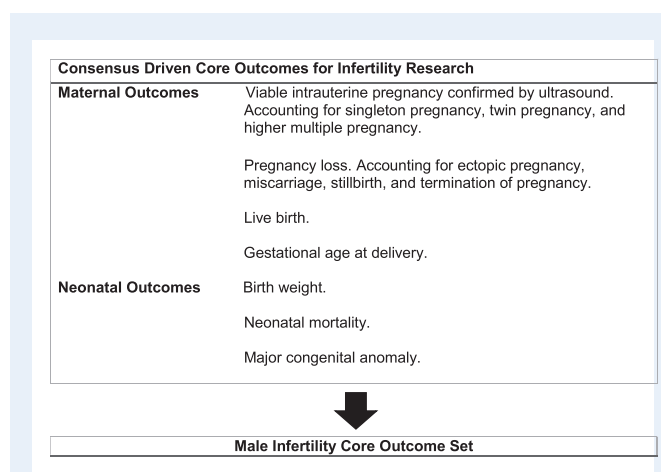 Consensus Driven Core Outcomes for Infertility Research
Maternal Outcomes Viable intrauterine pregnancy confirmed by ultrasound.
Accounting for singleton pregnancy, twin pregnancy, and
higher multiple pregnancy.
Pregnancy loss. Accounting for ectopic pregnancy,
miscarriage, stillbirth, and termination of pregnancy.
Live birth.
Gestational age at delivery.
Neonatal Outcomes Birth weight.
Neonatal mortality.
Major congenital anomaly.
Male Infertility Core Outcome Set